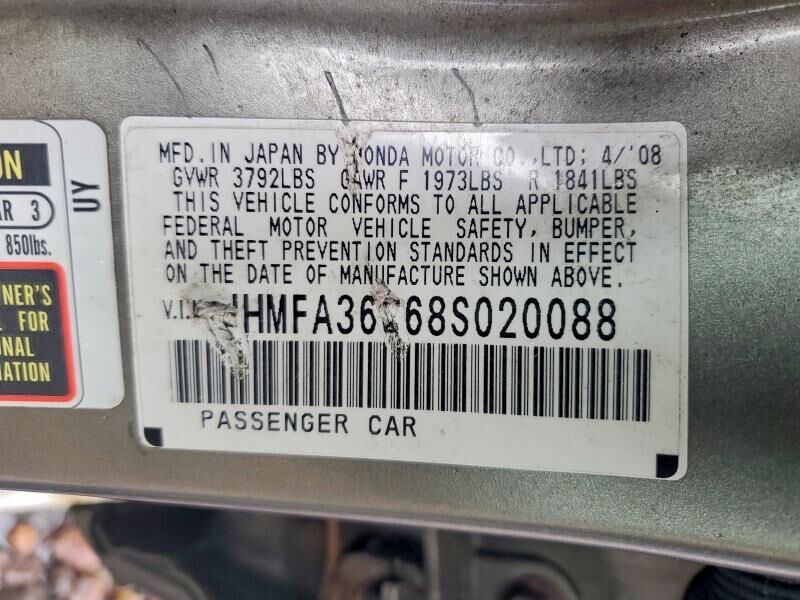 ON
AR 3
850lbs.
NER'S
L FOR
ONAL
MATION
UY
MFD. IN JAPAN BY HONDA MOTOR CO.,LTD; 4/'08
GVWR 3792LBS GAWR F 1973LBS R 1841LBS
THIS VEHICLE CONFORMS TO ALL APPLICABLE
FEDERAL MOTOR VEHICLE SAFETY, BUMPER,
AND THEFT PREVENTION STANDARDS IN EFFECT
ON THE DATE OF MANUFACTURE SHOWN ABOVE.
PASSENGER CAR